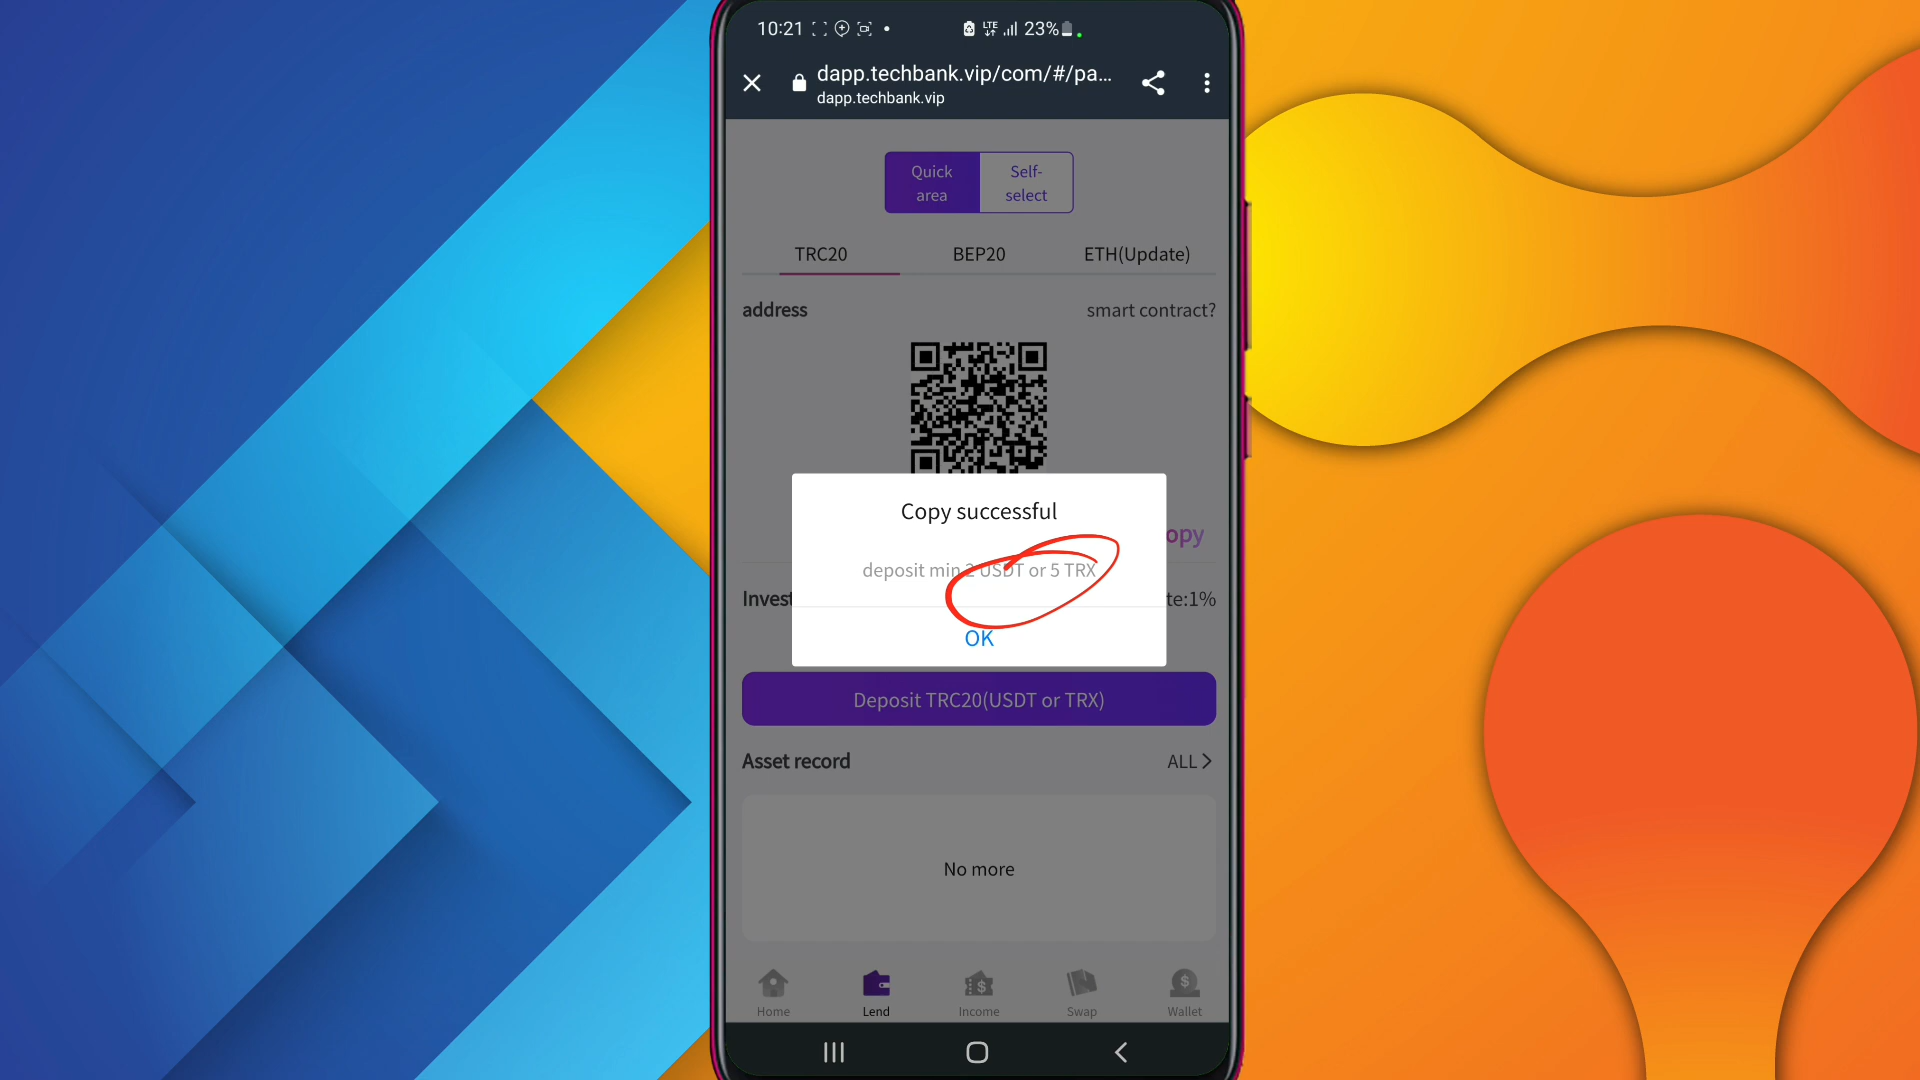 10:21
LTE
23%
dapp.techbank.vip/com/#/pa...
dapp.techbank.vip
Quick
area
Self-
select
TRC20
BEP20
ETH(Update)
address
smart contract?
Copy successful
opy
deposit min 2 USDT or 5 TRX
Invest
te:1%
OK
Deposit TRC20(USDT or TRX)
Asset record
ALL
No more
Home
Lend
Income
Swap
Wallet